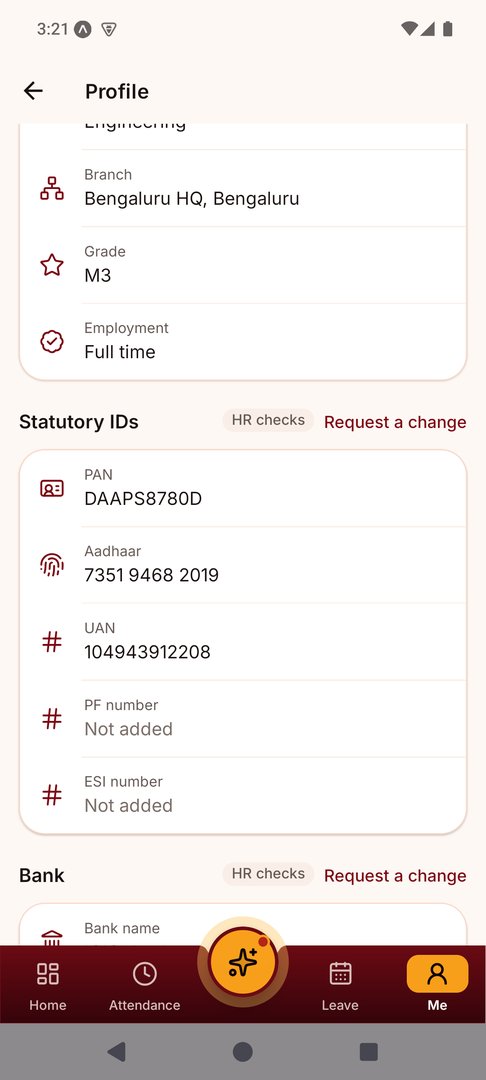 3:21
Profile
Engineering
Branch
Bengaluru HQ, Bengaluru
Grade
M3
Employment
Full time
Statutory IDs
HR checks
Request a change
PAN
DAAPS8780D
Aadhaar
7351 9468 2019
UAN
104943912208
PF number
Not added
ESI number
Not added
Bank
HR checks
Request a change
Bank name
Home
Attendance
Leave
Me